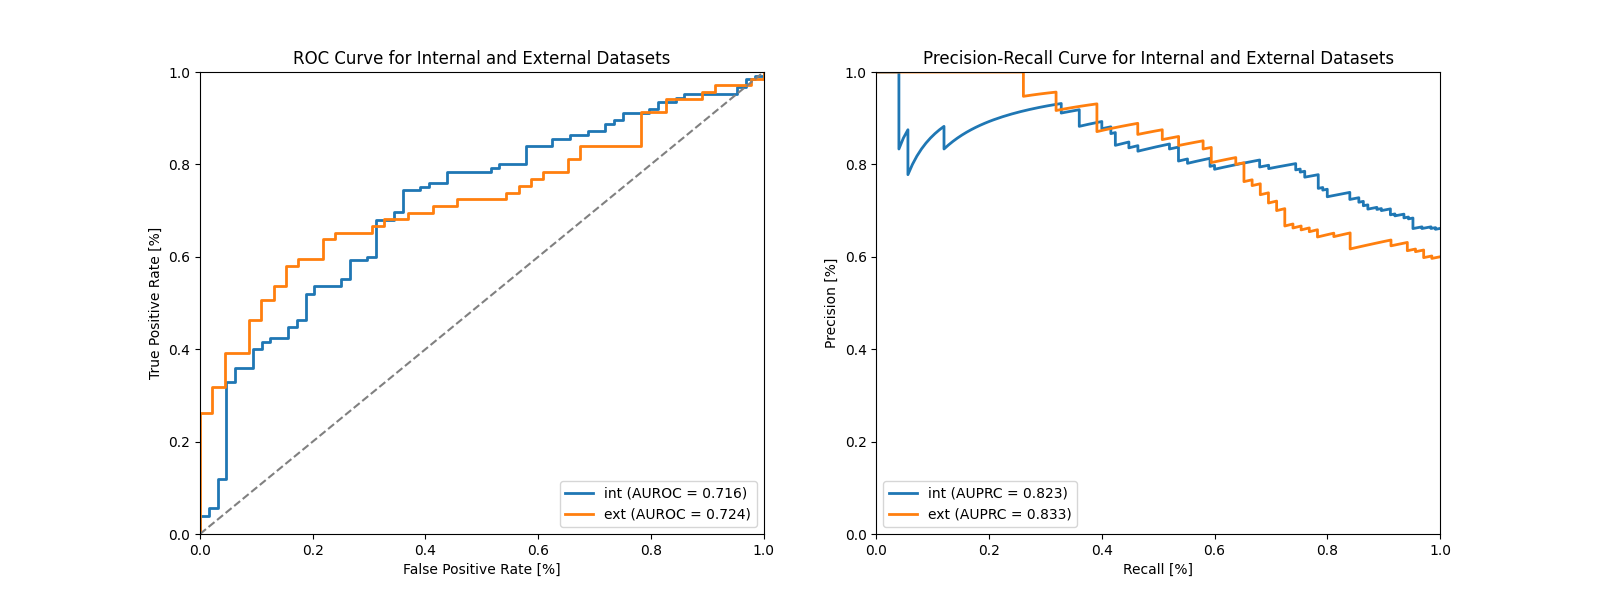 ROC Curve for Internal and External Datasets
True Positive Rate [%]
1.0
0.8
0.6
0.4
0.2
0.0
int (AUROC = 0.716)
ext (AUROC = 0.724)
0.0 0.2 0.4 0.6 0.8 1.0
False Positive Rate [%]
Precision-Recall Curve for Internal and External Datasets
Precision [%]
1.0
0.8
0.6
0.4
0.2
0.0
int (AUPRC = 0.823)
ext (AUPRC = 0.833)
0.0 0.2 0.4 0.6 0.8 1.0
Recall [%]